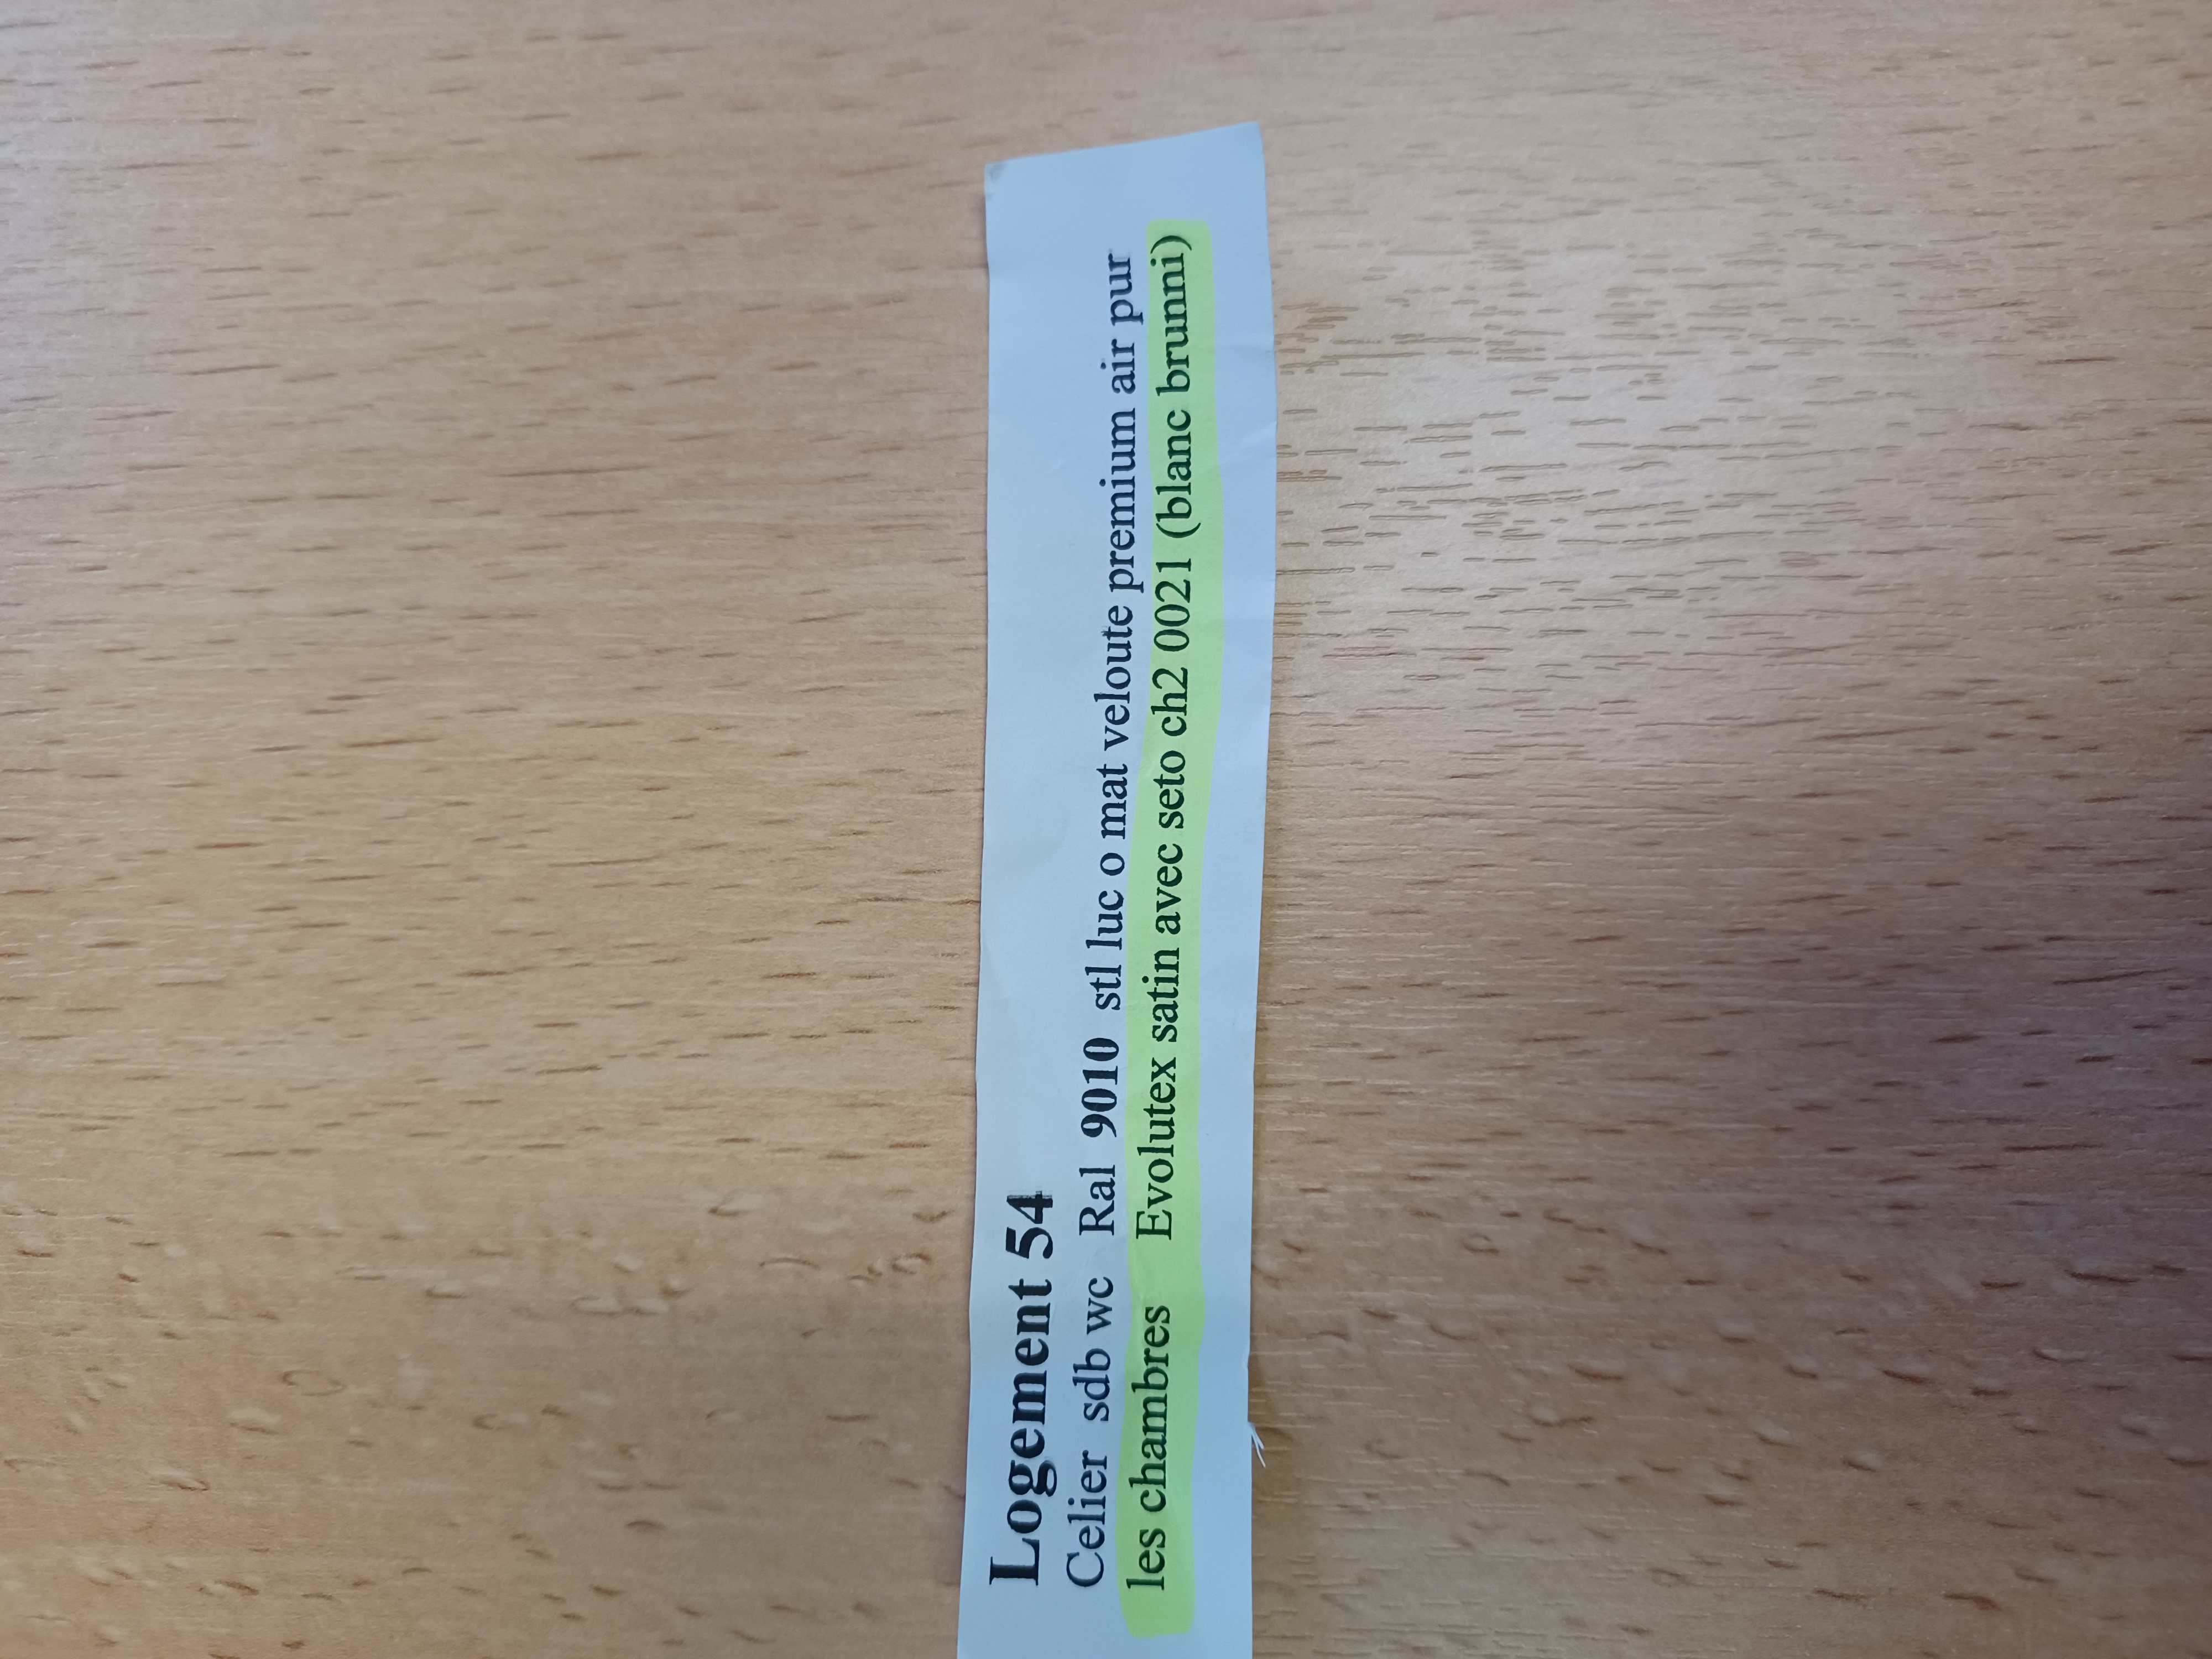 Logement 54
Celier sdb wc Ral 9010 stl luc o mat veloute premium air pur
les chambres Evolutex satin avec seto ch2 0021 (blanc brunni)